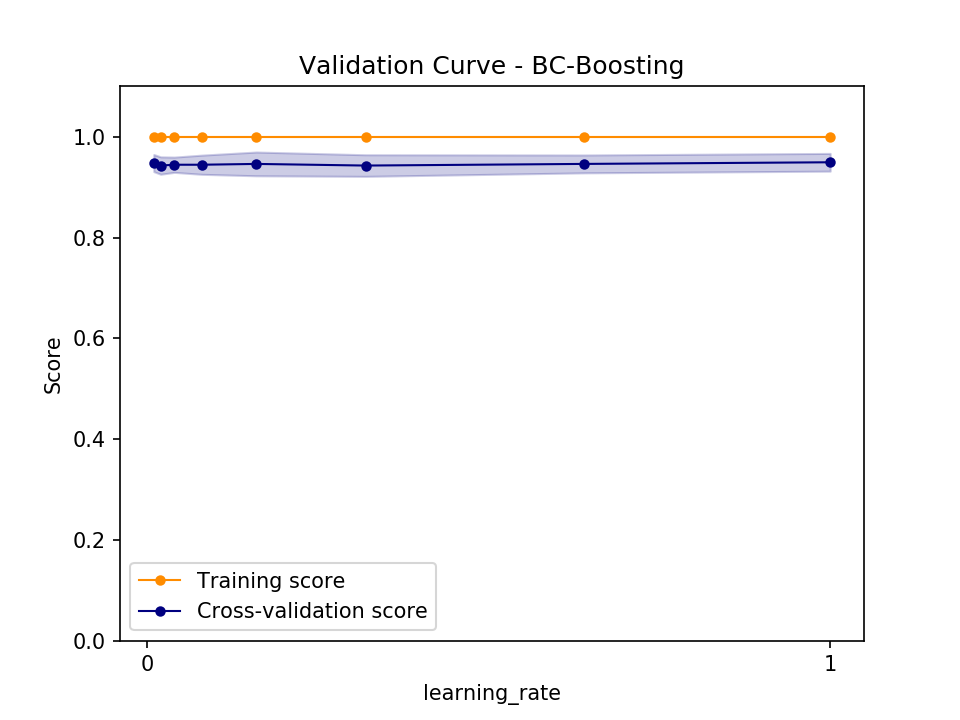 Validation Curve - BC-Boosting
1.0
0.8
0.6
0.4
0.2
0.0
Score
Training score
Cross-validation score
0 1
learning_rate